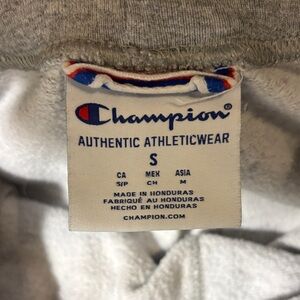 Champion®
AUTHENTIC ATHLETICWEAR
S
CA MEX ASIA
S/P CH M
MADE IN HONDURAS
FABRIQUÉ AU HONDURAS
HECHO EN HONDURAS
CHAMPION.COM